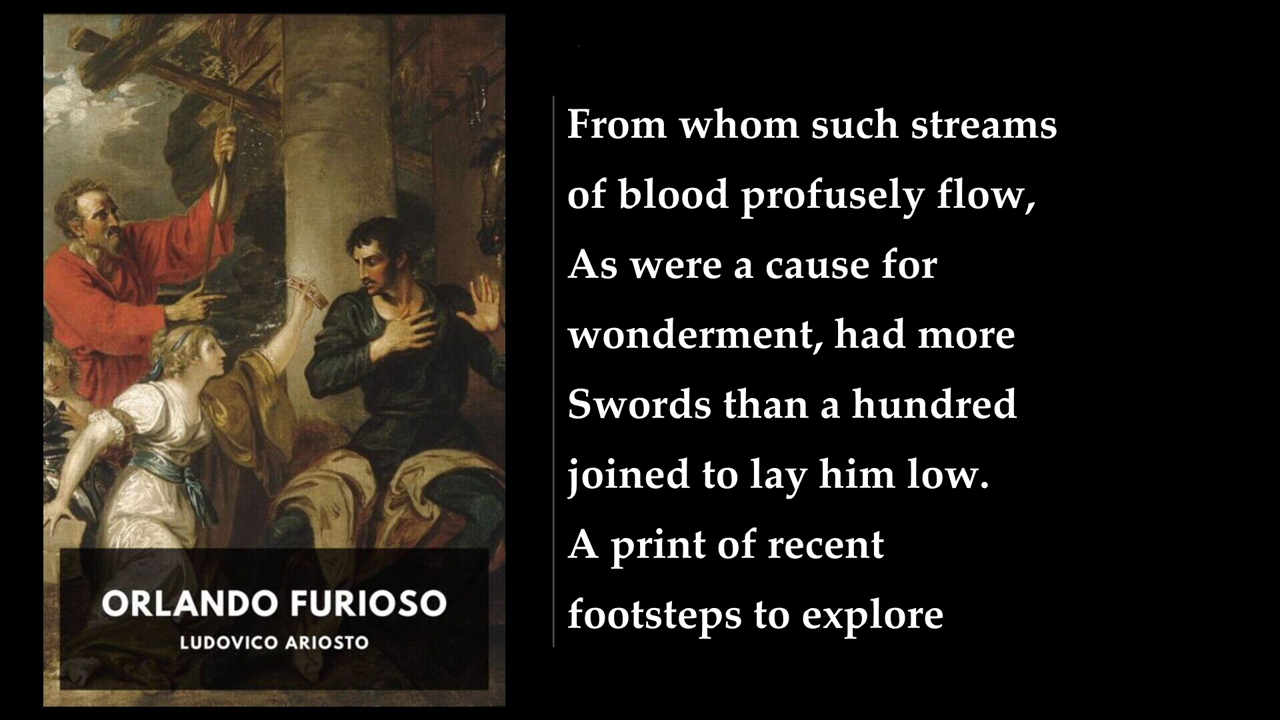 From whom such streams
of blood profusely flow,
As were a cause for
wonderment, had more
Swords than a hundred
joined to lay him low.
A print of recent
footsteps to explore
ORLANDO FURIOSO
LUDOVICO ARIOSTO